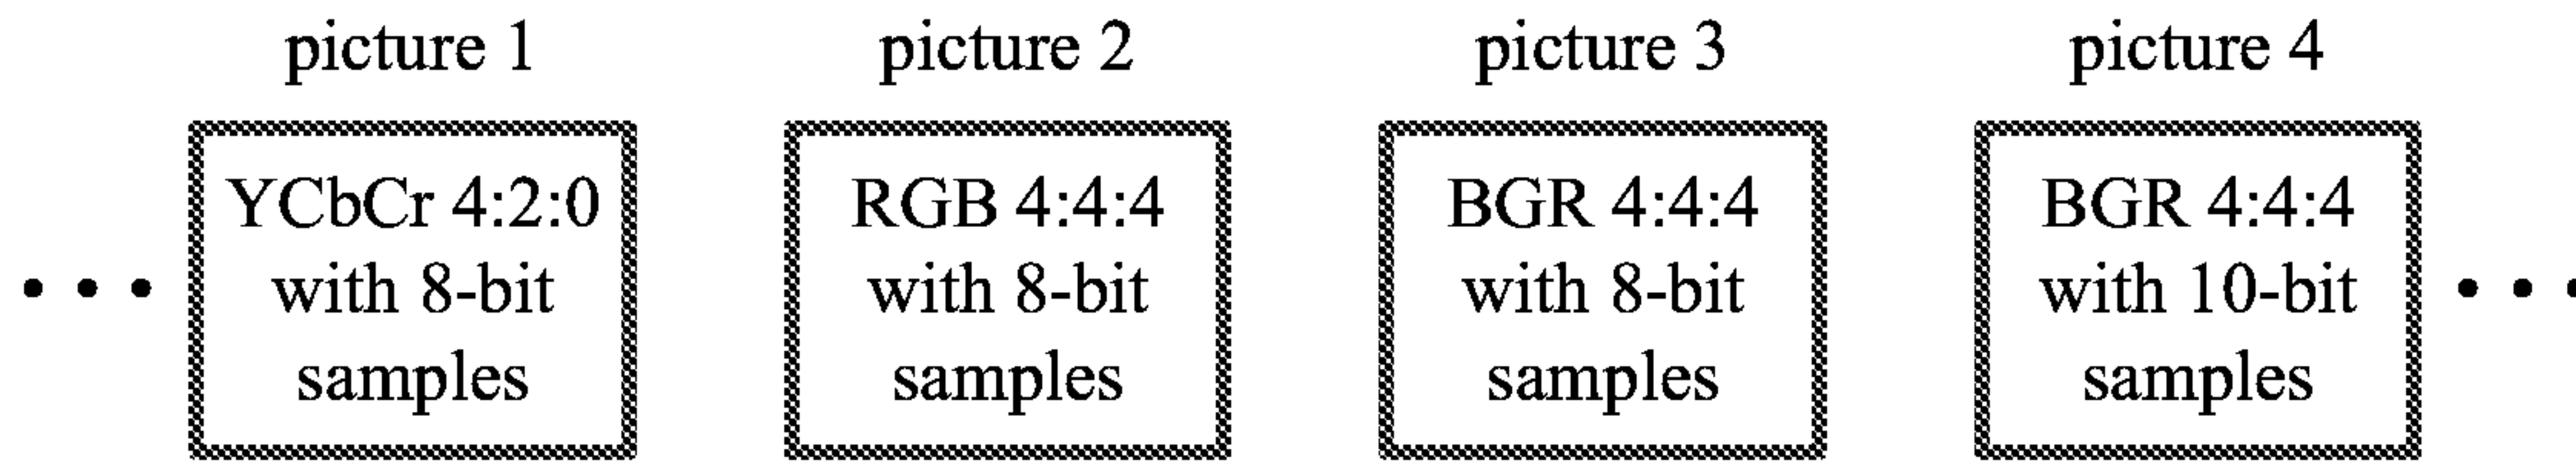 picture 1
picture 2
picture 3
picture 4
YCbCr 4:2:0
with 8-bit
samples
RGB 4:4:4
with 8-bit
samples
BGR 4:4:4
with 8-bit
samples
BGR 4:4:4
with 10-bit
samples